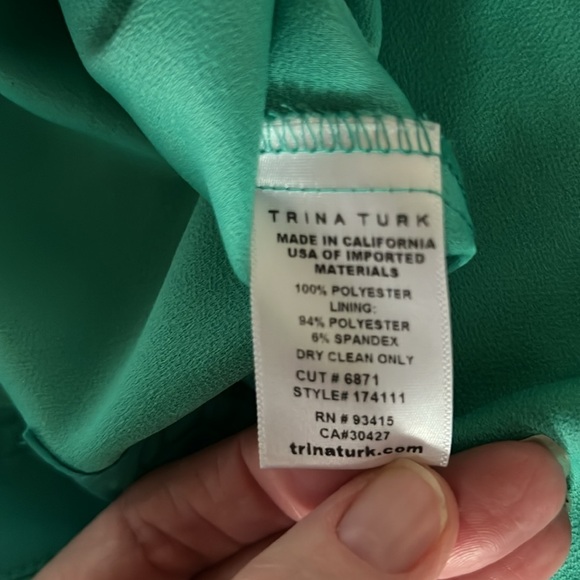 TRINA TURK
MADE IN CALIFORNIA
USA OF IMPORTED
MATERIALS
100% POLYESTER
LINING:
94% POLYESTER
6% SPANDEX
DRY CLEAN ONLY
CUT # 6871
STYLE# 174111
RN # 93415
CA#30427
trinaturk.com